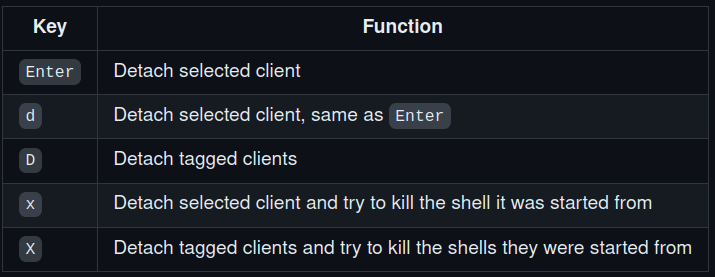 Key Function
Enter Detach selected client
d Detach selected client, same as Enter
D Detach tagged clients
x Detach selected client and try to kill the shell it was started from
X Detach tagged clients and try to kill the shells they were started from